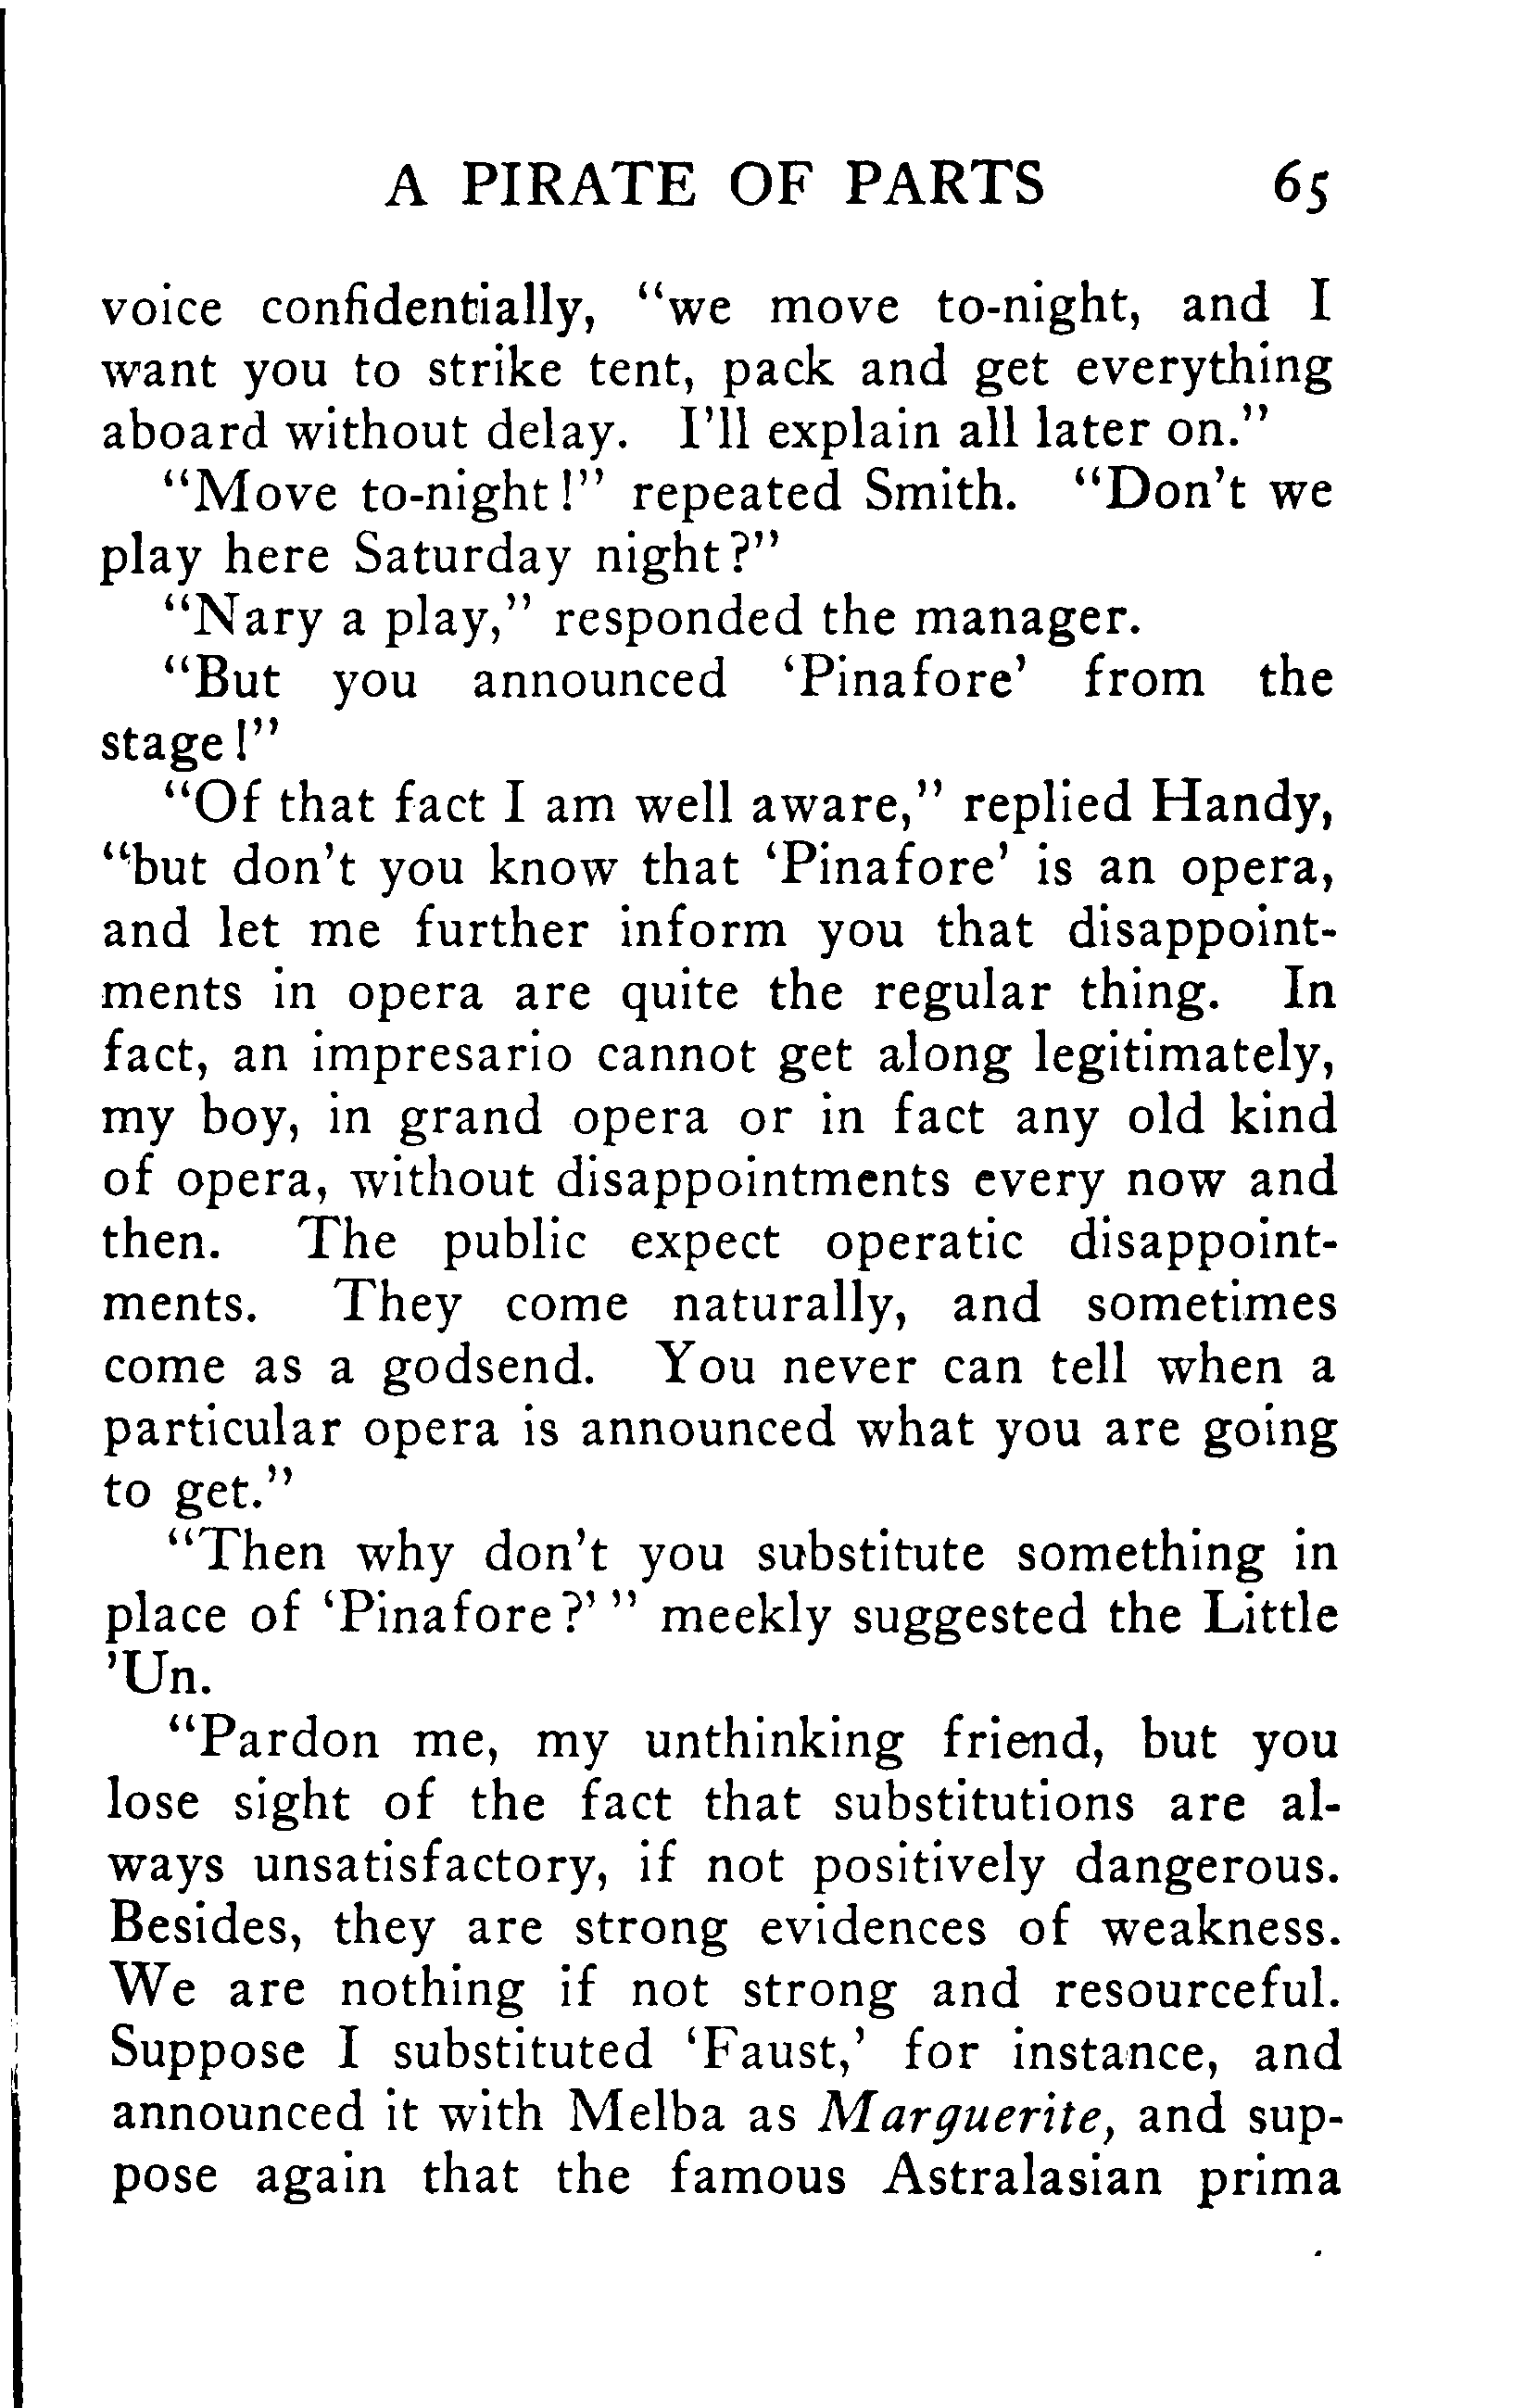 A PIRATE OF PARTS 65
voice confidentially, “we move to-night, and I
want you to strike tent, pack and get everything
aboard without delay. I’ll explain all later on.”
“Move to-night!” repeated Smith. “Don’t we
play here Saturday night?”
“Nary a play,” responded the manager.
“But you announced ‘Pinafore’ from the
stage!”
“Of that fact I am well aware,” replied Handy,
“but don’t you know that ‘Pinafore’ is an opera,
and let me further inform you that disappoint-
ments in opera are quite the regular thing. In
fact, an impresario cannot get along legitimately,
my boy, in grand opera or in fact any old kind
of opera, without disappointments every now and
then. The public expect operatic disappoint-
ments. They come naturally, and sometimes
come as a godsend. You never can tell when a
particular opera is announced what you are going
to get.”
“Then why don’t you substitute something in
place of ‘Pinafore?’ ” meekly suggested the Little
’Un.
“Pardon me, my unthinking friend, but you
lose sight of the fact that substitutions are al-
ways unsatisfactory, if not positively dangerous.
Besides, they are strong evidences of weakness.
We are nothing if not strong and resourceful.
Suppose I substituted ‘Faust,’ for instance, and
announced it with Melba as Marguerite, and sup-
pose again that the famous Astralasian prima